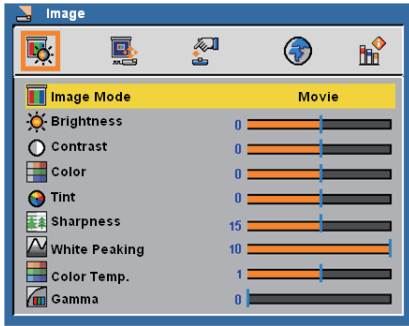 Image
Image Mode Movie
Brightness 0
Contrast 0
Color 0
Tint 0
Sharpness 15
White Peaking 10
Color Temp. 1
Gamma 0